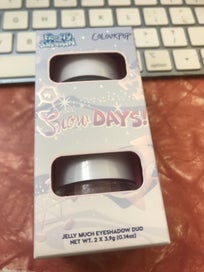 COLOURPOP
Snow DAYS!
JELLY MUCH EYESHADOW DUO
NET WT. 2 X 3.9g (0.14oz)